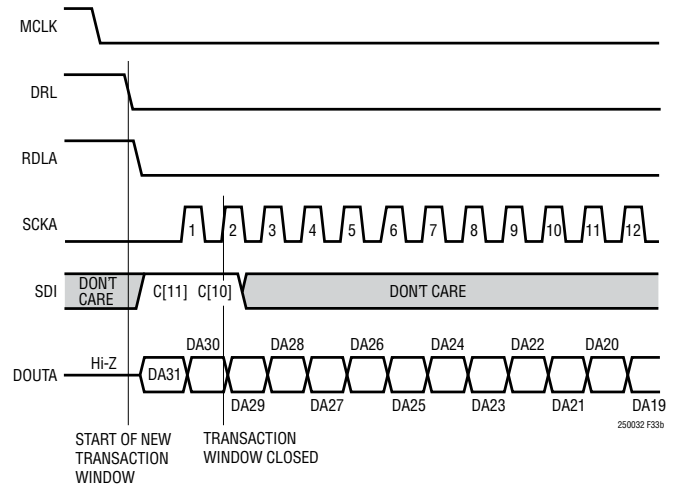 MCLK
DRL
RDLA
SCKA
1 2 3 4 5 6 7 8 9 10 11 12
SDI
DON'T
CARE
C[11] C[10]
DON'T CARE
DA30 DA28 DA26 DA24 DA22 DA20
DOUTA
Hi-Z
DA31
DA29 DA27 DA25 DA23 DA21 DA19
250032 F33b
START OF NEW
TRANSACTION
WINDOW
TRANSACTION
WINDOW CLOSED